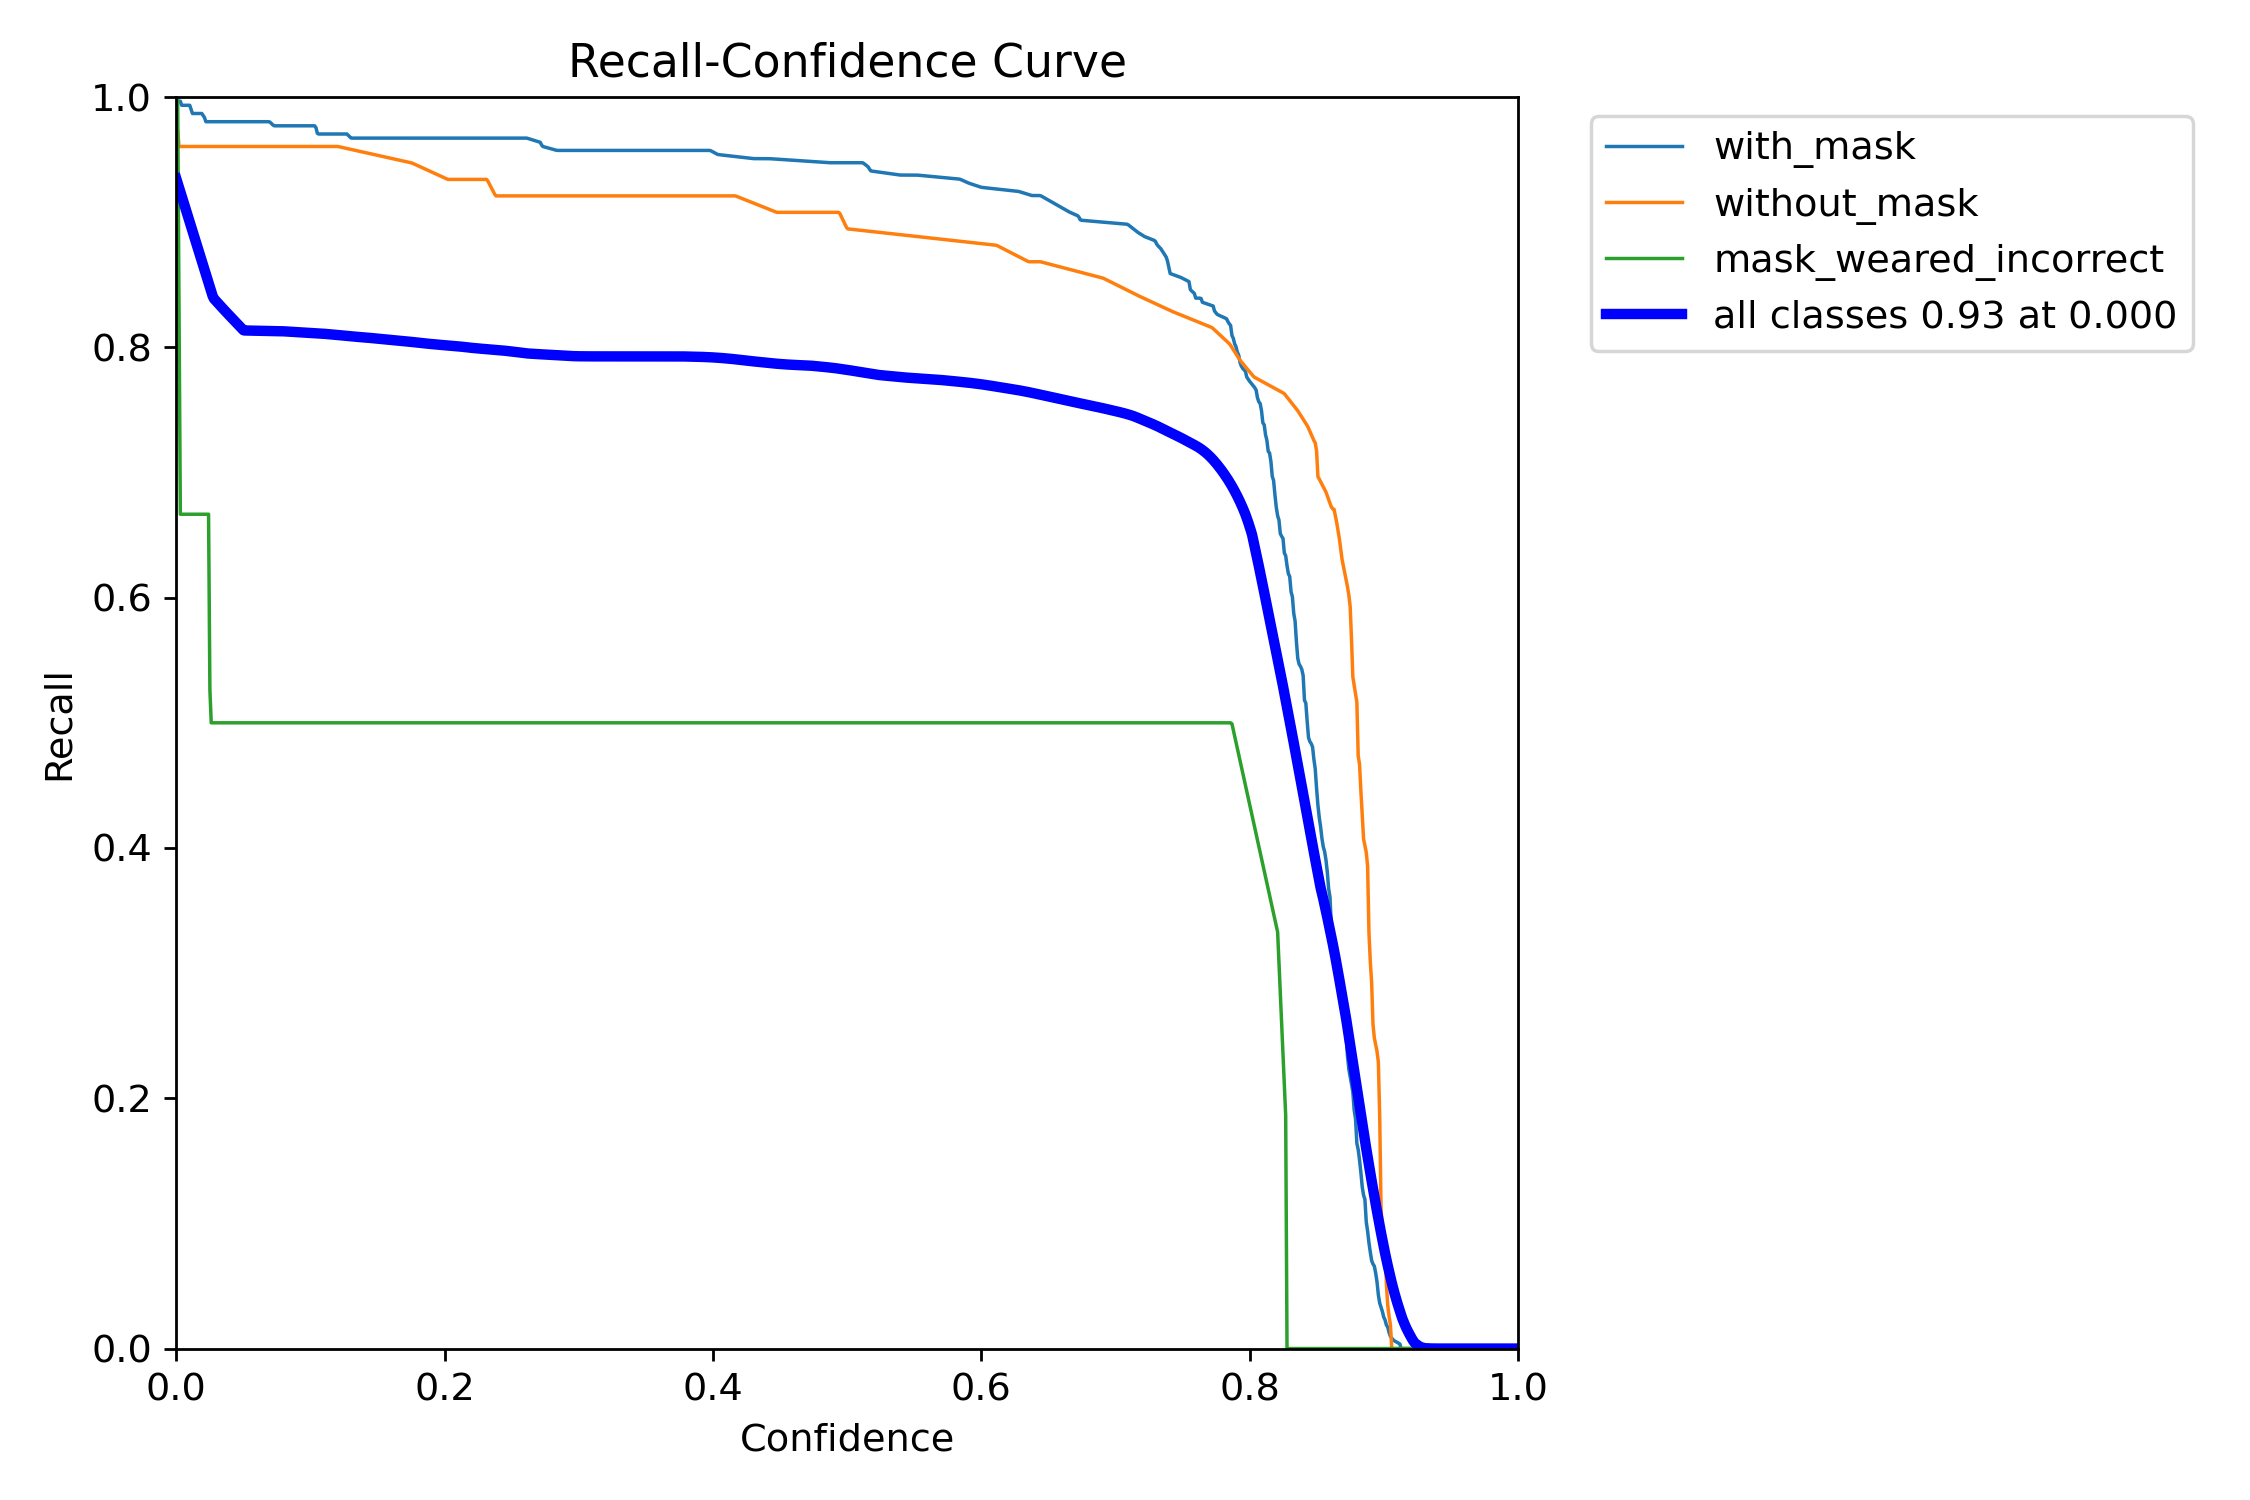 Recall-Confidence Curve
1.0
0.8
0.6
0.4
0.2
0.0
Recall
0.0 0.2 0.4 0.6 0.8 1.0
Confidence
with_mask
without_mask
mask_weared_incorrect
all classes 0.93 at 0.000